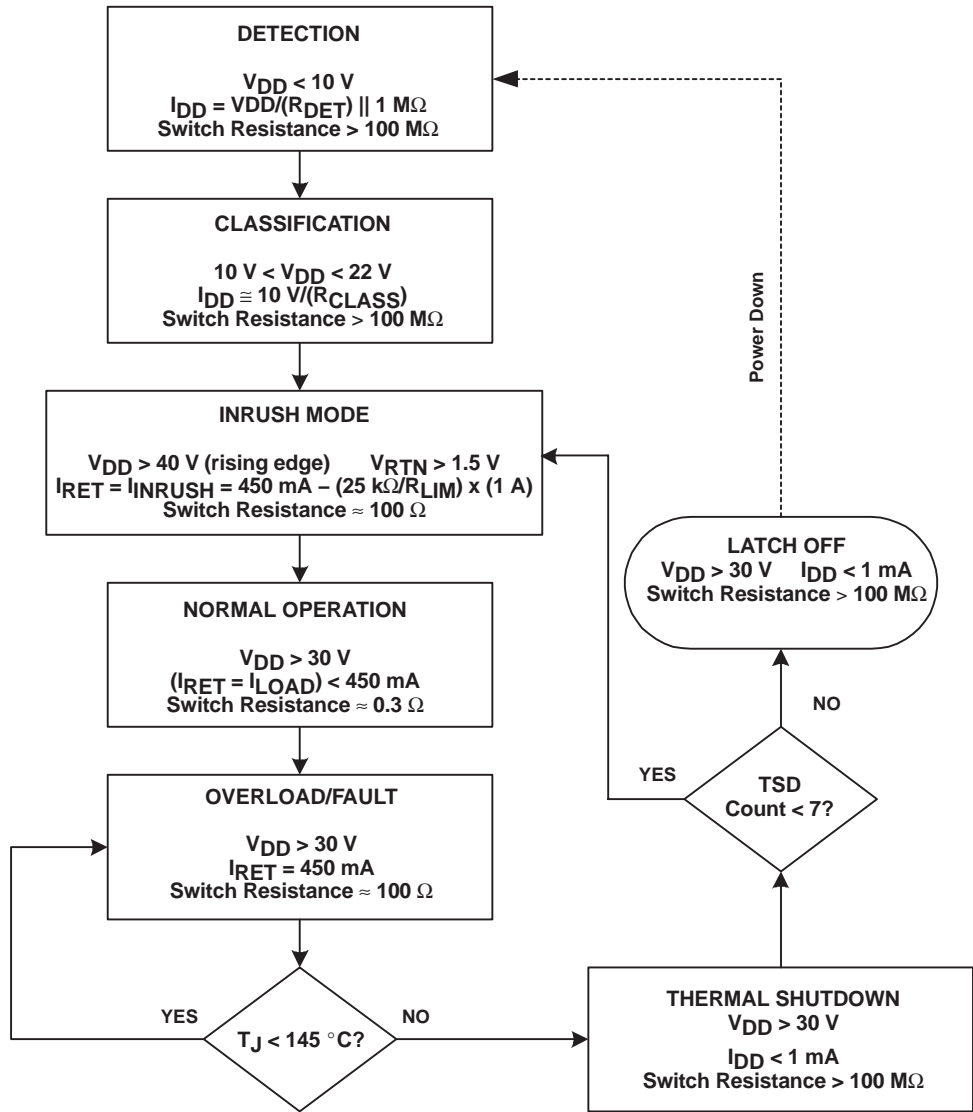 DETECTION
VDD < 10 V
IDD = VDD/(RDET) || 1 MΩ
Switch Resistance > 100 MΩ
CLASSIFICATION
10 V < VDD < 22 V
IDD ≅ 10 V/(RCLASS)
Switch Resistance > 100 MΩ
INRUSH MODE
VDD > 40 V (rising edge) VRTN > 1.5 V
IRET = IINRUSH = 450 mA – (25 kΩ/RLIM) x (1 A)
Switch Resistance ≈ 100 Ω
NORMAL OPERATION
VDD > 30 V
(IRET = ILOAD) < 450 mA
Switch Resistance ≈ 0.3 Ω
OVERLOAD/FAULT
VDD > 30 V
IRET = 450 mA
Switch Resistance ≈ 100 Ω
YES
TJ < 145 °C?
NO
THERMAL SHUTDOWN
VDD > 30 V
IDD < 1 mA
Switch Resistance > 100 MΩ
TSD
Count < 7?
YES
NO
LATCH OFF
VDD > 30 V IDD < 1 mA
Switch Resistance > 100 MΩ
Power Down